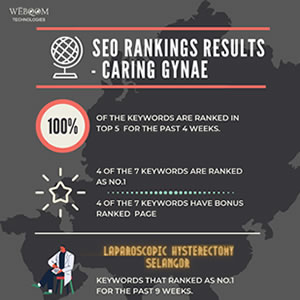 WEBOOM
TECHNOLOGIES
SEO RANKINGS RESULTS
- CARING GYNAE
100%
OF THE KEYWORDS ARE RANKED IN
TOP 5 FOR THE PAST 4 WEEKS.
4 OF THE 7 KEYWORDS ARE RANKED
AS NO.1
4 OF THE 7 KEYWORDS HAVE BONUS
RANKED PAGE
LAPAROSCOPIC HYSTERECTOMY
SELANGOR
KEYWORDS THAT RANKED AS NO.1
FOR THE PAST 9 WEEKS.